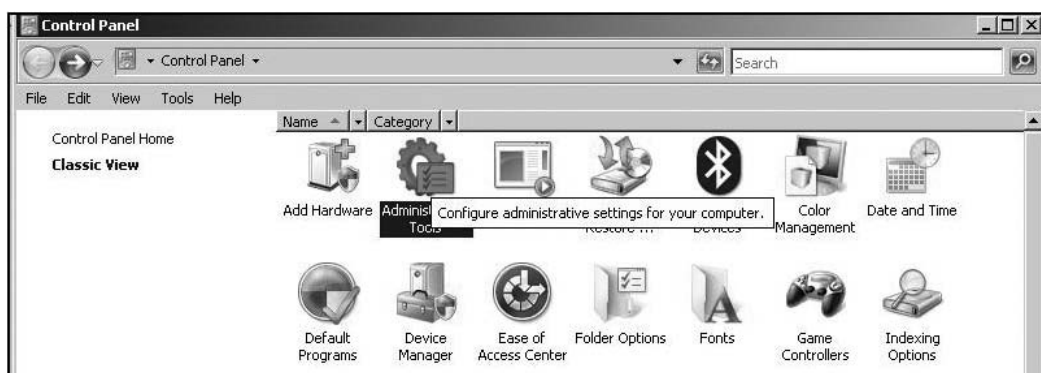 Control Panel
Control Panel
Search
File Edit View Tools Help
Name Category
Control Panel Home
Classic View
Add Hardware
Tools
Configure administrative settings for your computer.
Color
Management
Date and Time
Default
Programs
Device
Manager
Ease of
Access Center
Folder Options
Fonts
Game
Controllers
Indexing
Options